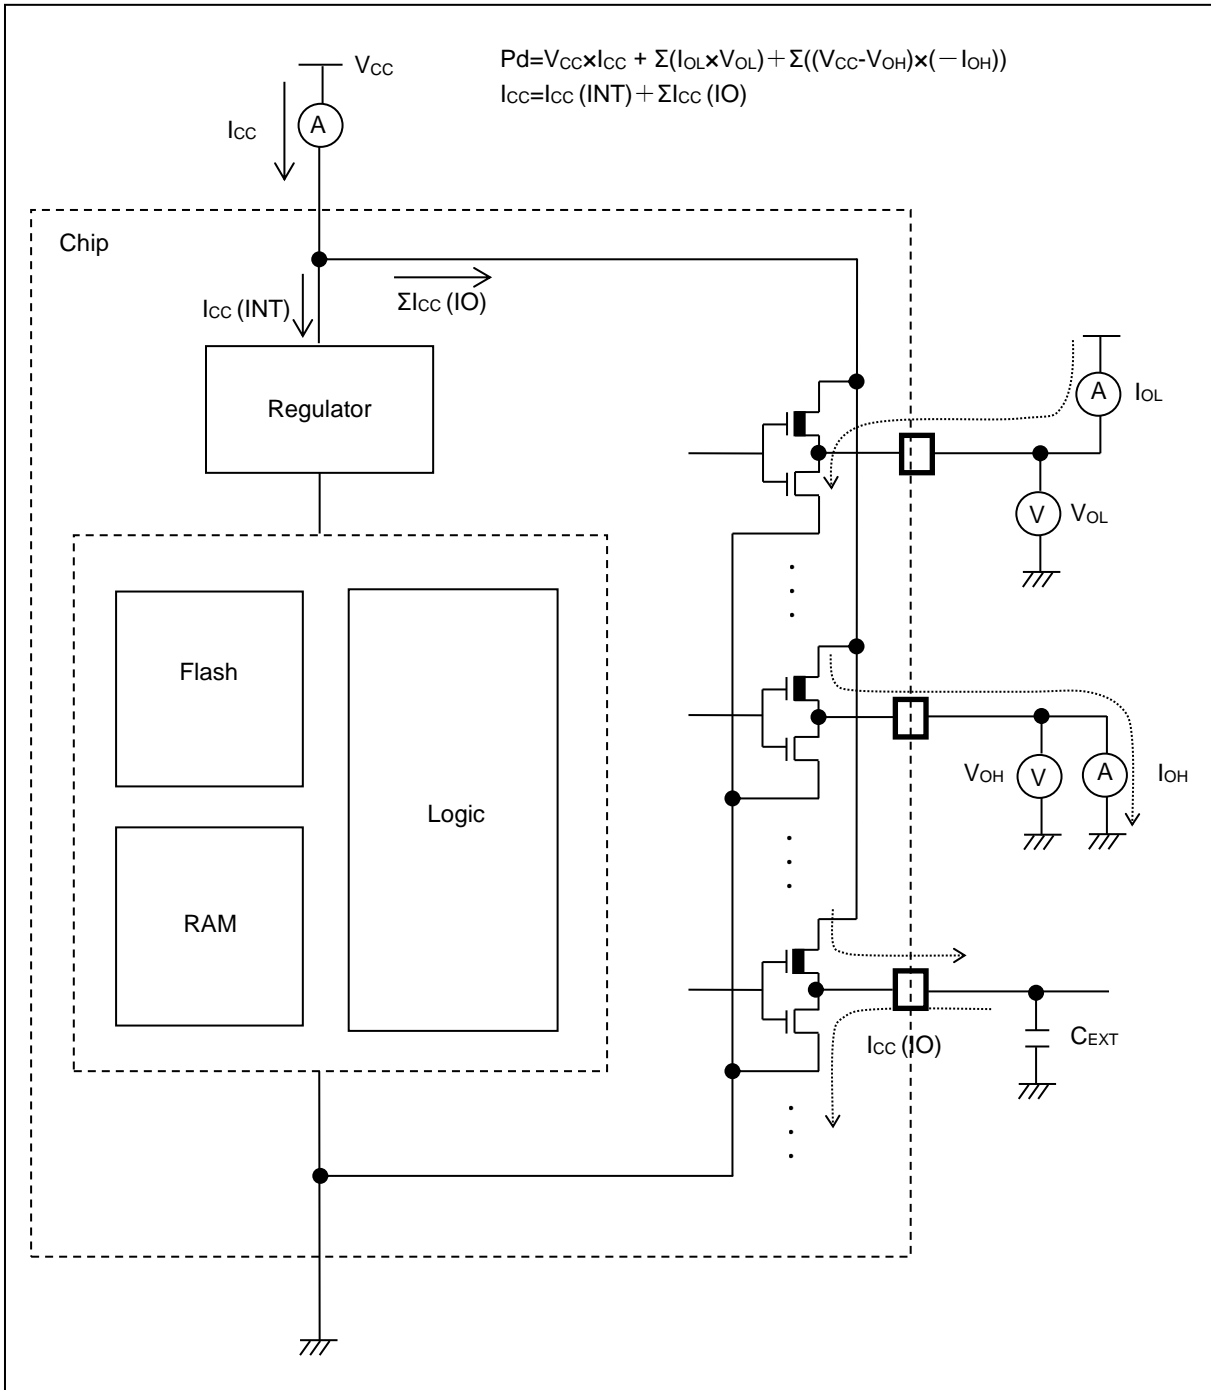 Pd=VCC×ICC + Σ(IOL×VOL)+Σ((VCC-VOH)×(-IOH))
ICC=ICC (INT)+ΣICC (IO)
VCC
A
ICC
Chip
ICC (INT)
ΣICC (IO)
Regulator
A
IOL
V
VOL
Flash
Logic
RAM
VOH
V
A
IOH
ICC (IO)
CEXT